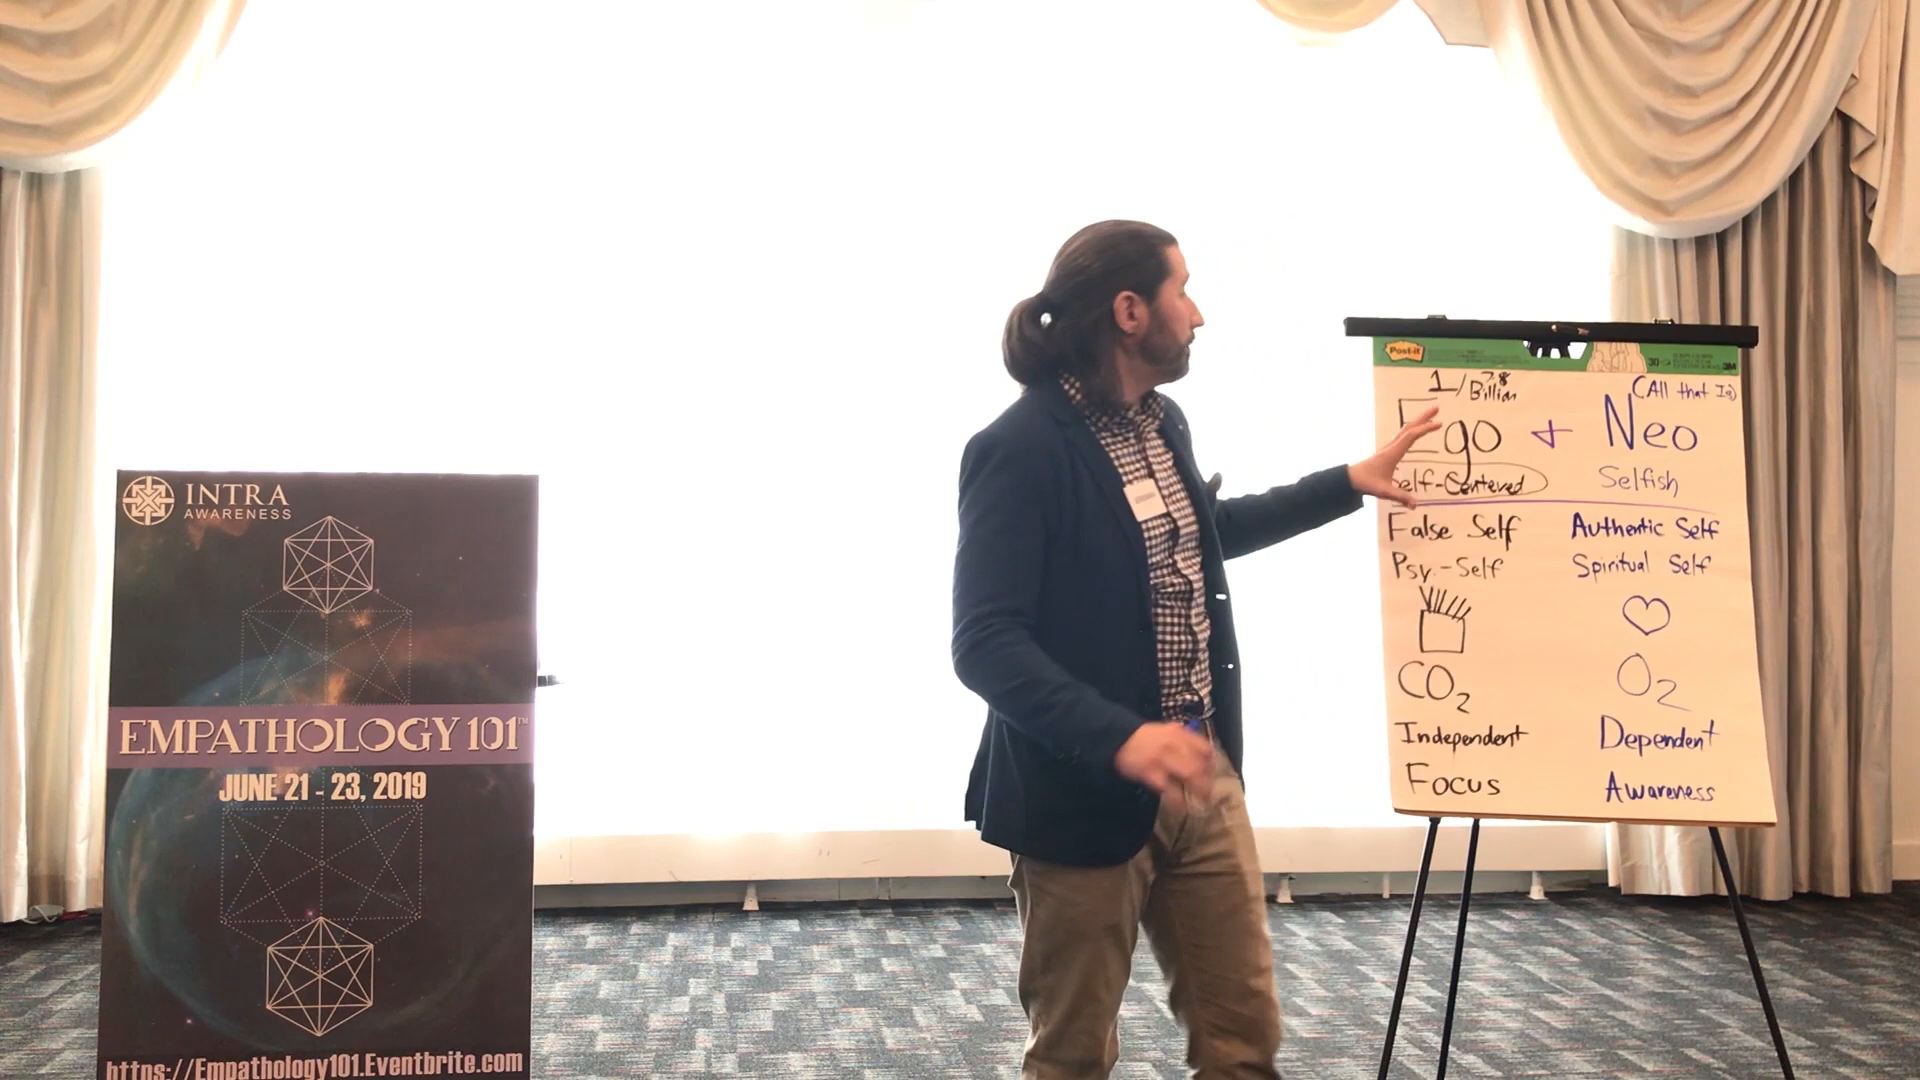 INTRA
AWARENESS
EMPATHOLOGY 101™
JUNE 21 - 23, 2019
https://Empathology101.Eventbrite.com
Post-it
30
3M
1/7.8 Billion
(All that Is)
Ego + Neo
Self-Centered
Selfish
False Self
Authentic Self
Psy.-Self
Spiritual Self
CO2
O2
Independent
Dependent
Focus
Awareness